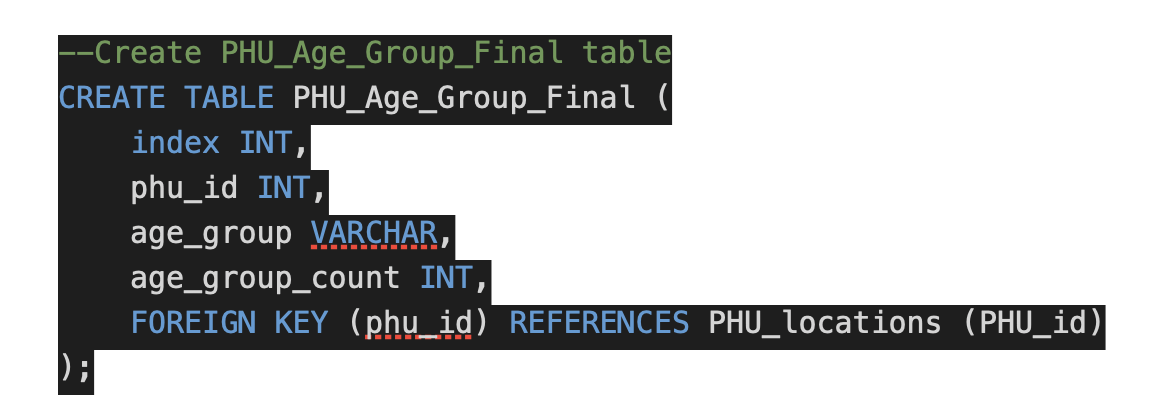 --Create PHU_Age_Group_Final table
CREATE TABLE PHU_Age_Group_Final (
    index INT,
    phu_id INT,
    age_group VARCHAR,
    age_group_count INT,
    FOREIGN KEY (phu_id) REFERENCES PHU_locations (PHU_id)
);